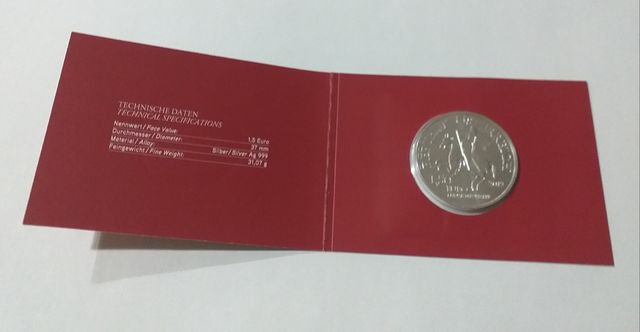 TECHNISCHE DATEN
TECHNICAL SPECIFICATIONS
Nennwert / Face Value: 1,5 Euro
Durchmesser / Diameter: 37 mm
Material / Alloy: Silber / Silver Ag 999
Feingewicht / Fine Weight: 31,07 g
EURO